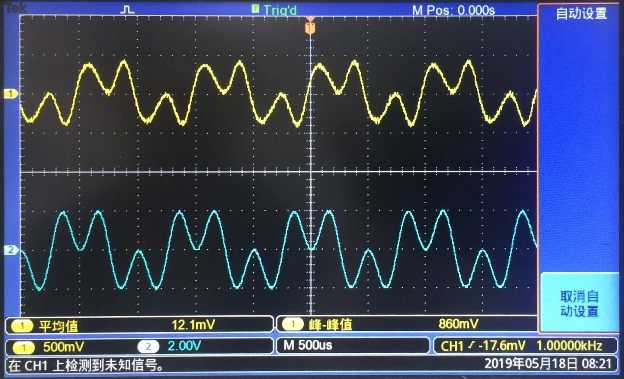 Tek
T Trig'd
M Pos: 0.000s
自动设置
1
2
取消自
动设置
1 平均值 12.1mV
1 峰-峰值 860mV
1 500mV 2 2.00V
M 500us
CH1 -17.6mV 1.00000kHz
在 CH1 上检测到未知信号。
2019年05月18日 08:21